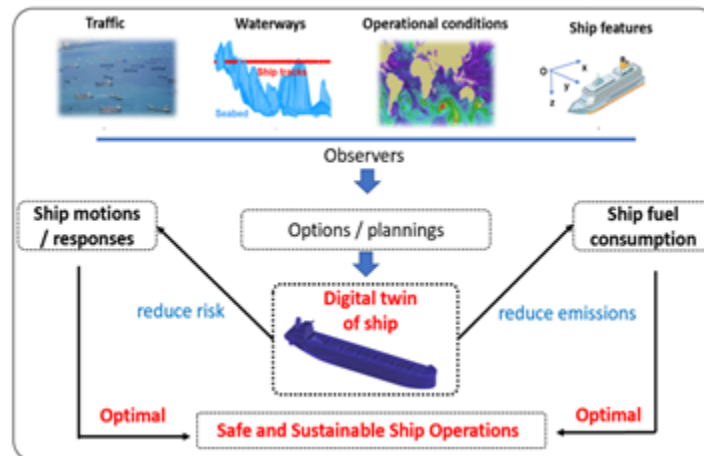 Traffic
Waterways
Operational conditions
Ship features
Ship tracks
Seabed
O
x
y
z
Observers
Ship motions
/ responses
Options / plannings
Ship fuel
consumption
Digital twin
of ship
reduce risk
reduce emissions
Optimal
Optimal
Safe and Sustainable Ship Operations